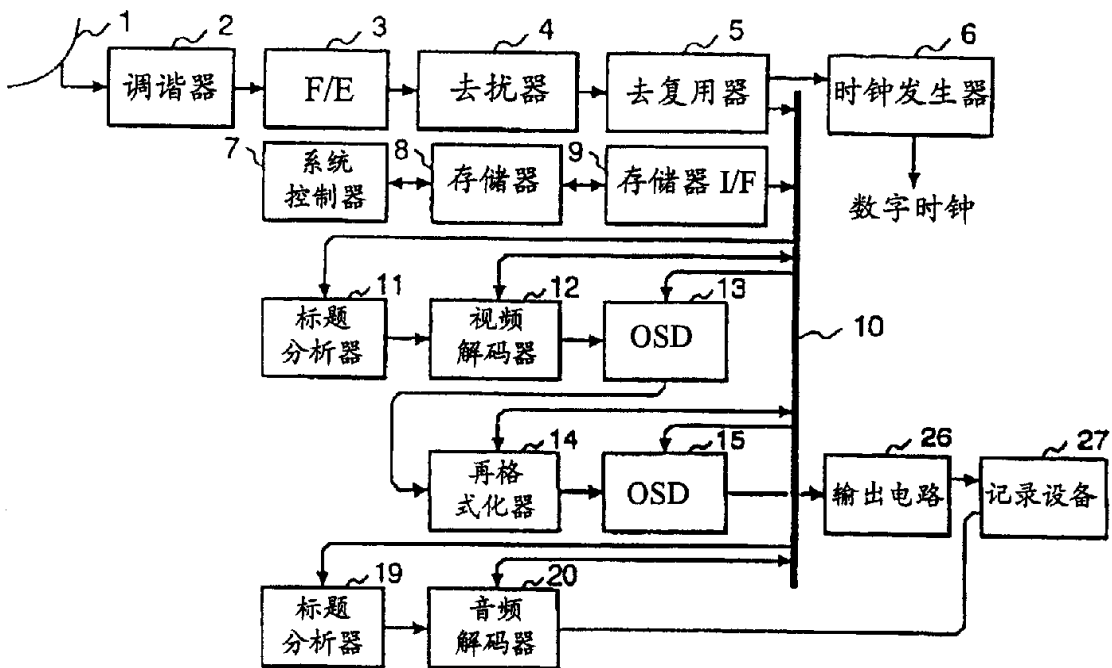 1
2
3
4
5
6
调谐器
F/E
去扰器
去复用器
时钟发生器
7
8
9
系统
控制器
存储器
存储器 I/F
数字时钟
11
12
13
标题
分析器
视频
解码器
OSD
10
14
15
26
27
再格
式化器
OSD
输出电路
记录设备
19
20
标题
分析器
音频
解码器